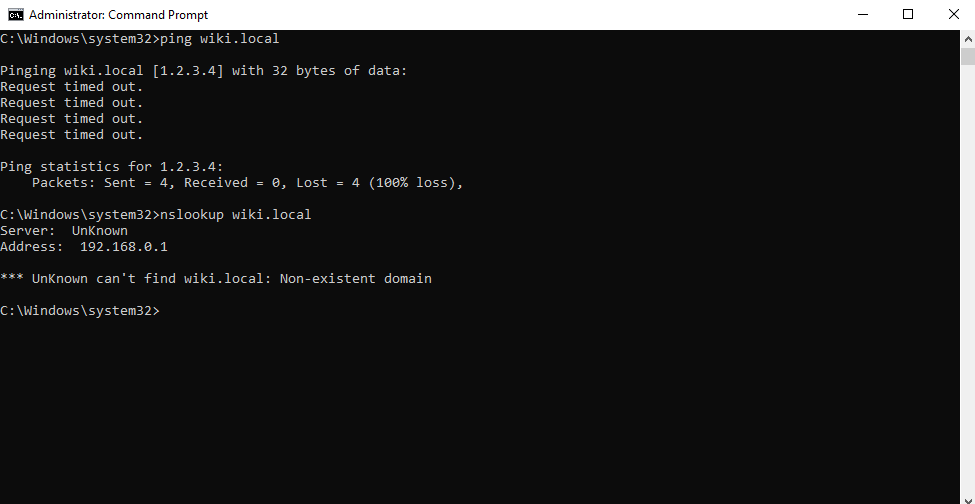 Administrator: Command Prompt
C:\Windows\system32>ping wiki.local
Pinging wiki.local [1.2.3.4] with 32 bytes of data:
Request timed out.
Request timed out.
Request timed out.
Request timed out.
Ping statistics for 1.2.3.4:
    Packets: Sent = 4, Received = 0, Lost = 4 (100% loss),
C:\Windows\system32>nslookup wiki.local
Server:  UnKnown
Address:  192.168.0.1
*** UnKnown can't find wiki.local: Non-existent domain
C:\Windows\system32>